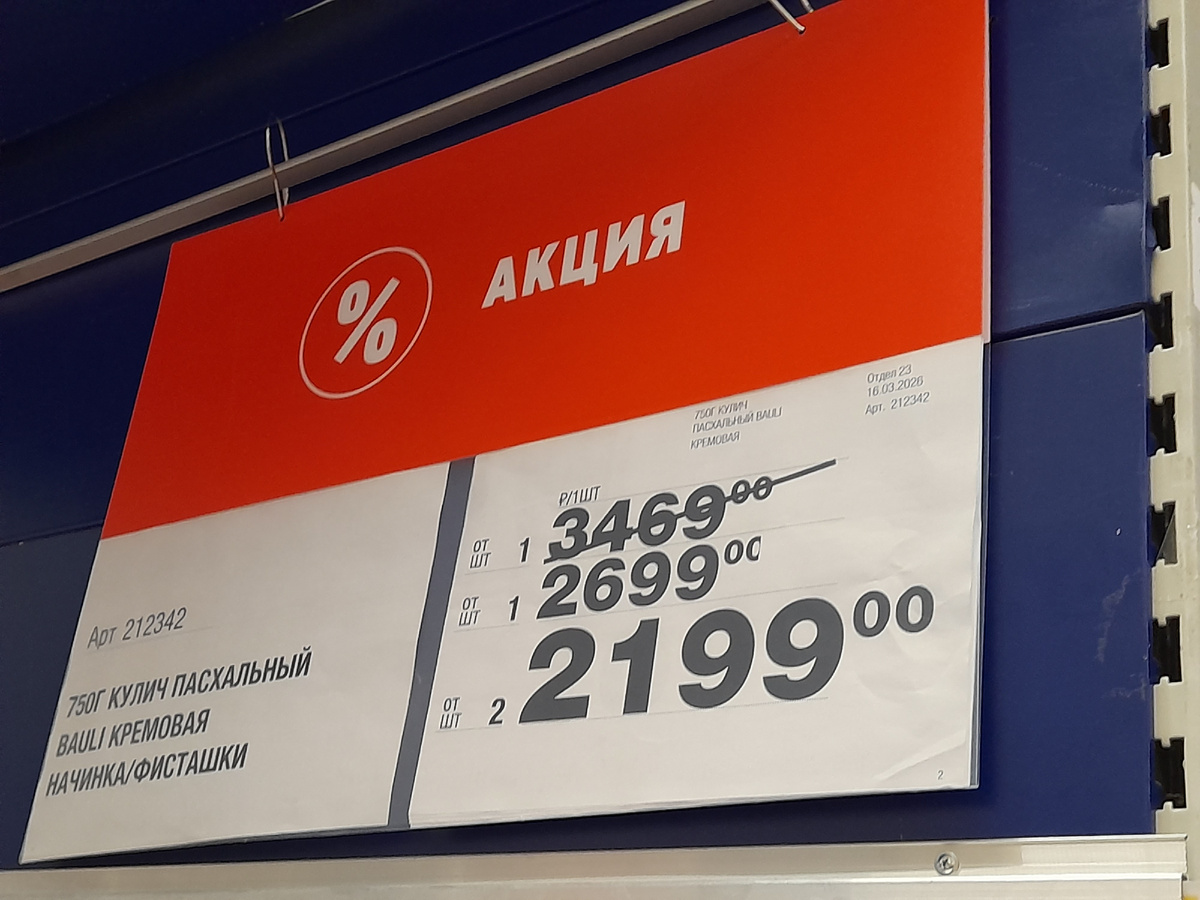 %
АКЦИЯ
Отдел 23
16.03.2026
Арт. 212342
750Г КУЛИЧ
ПАСХАЛЬНЫЙ BAULI
КРЕМОВАЯ
₽/1ШТ
ОТ ШТ 1 3469 00
ОТ ШТ 1 2699 00
ОТ ШТ 2 2199 00
2
Арт 212342
750Г КУЛИЧ ПАСХАЛЬНЫЙ
BAULI КРЕМОВАЯ
НАЧИНКА/ФИСТАШКИ